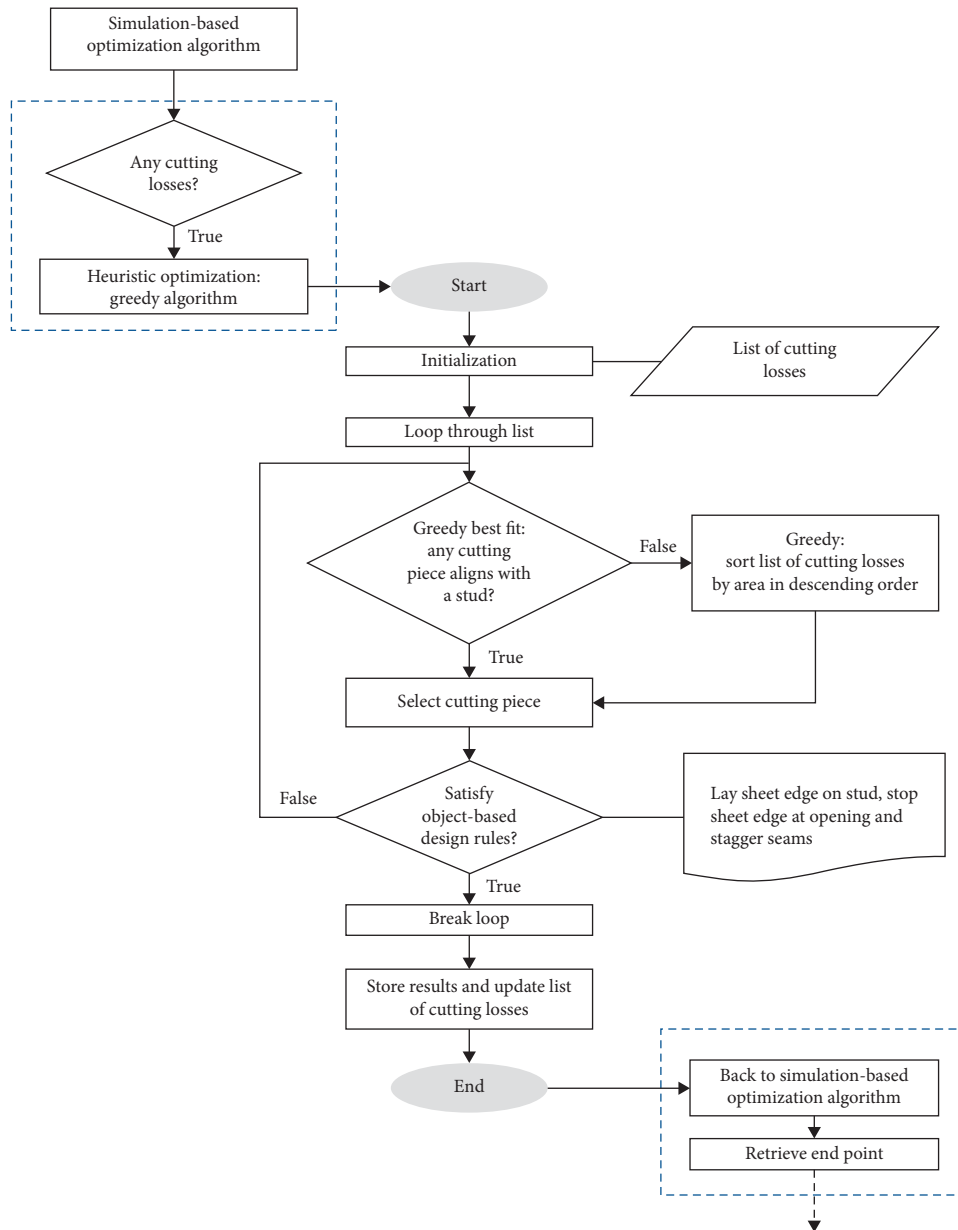 Simulation-based
optimization algorithm
Any cutting
losses?
True
Heuristic optimization:
greedy algorithm
Start
Initialization
List of cutting
losses
Loop through list
Greedy best fit:
any cutting
piece aligns with
a stud?
False
Greedy:
sort list of cutting losses
by area in descending order
True
Select cutting piece
False
Satisfy
object-based
design rules?
Lay sheet edge on stud, stop
sheet edge at opening and
stagger seams
True
Break loop
Store results and update list
of cutting losses
End
Back to simulation-based
optimization algorithm
Retrieve end point